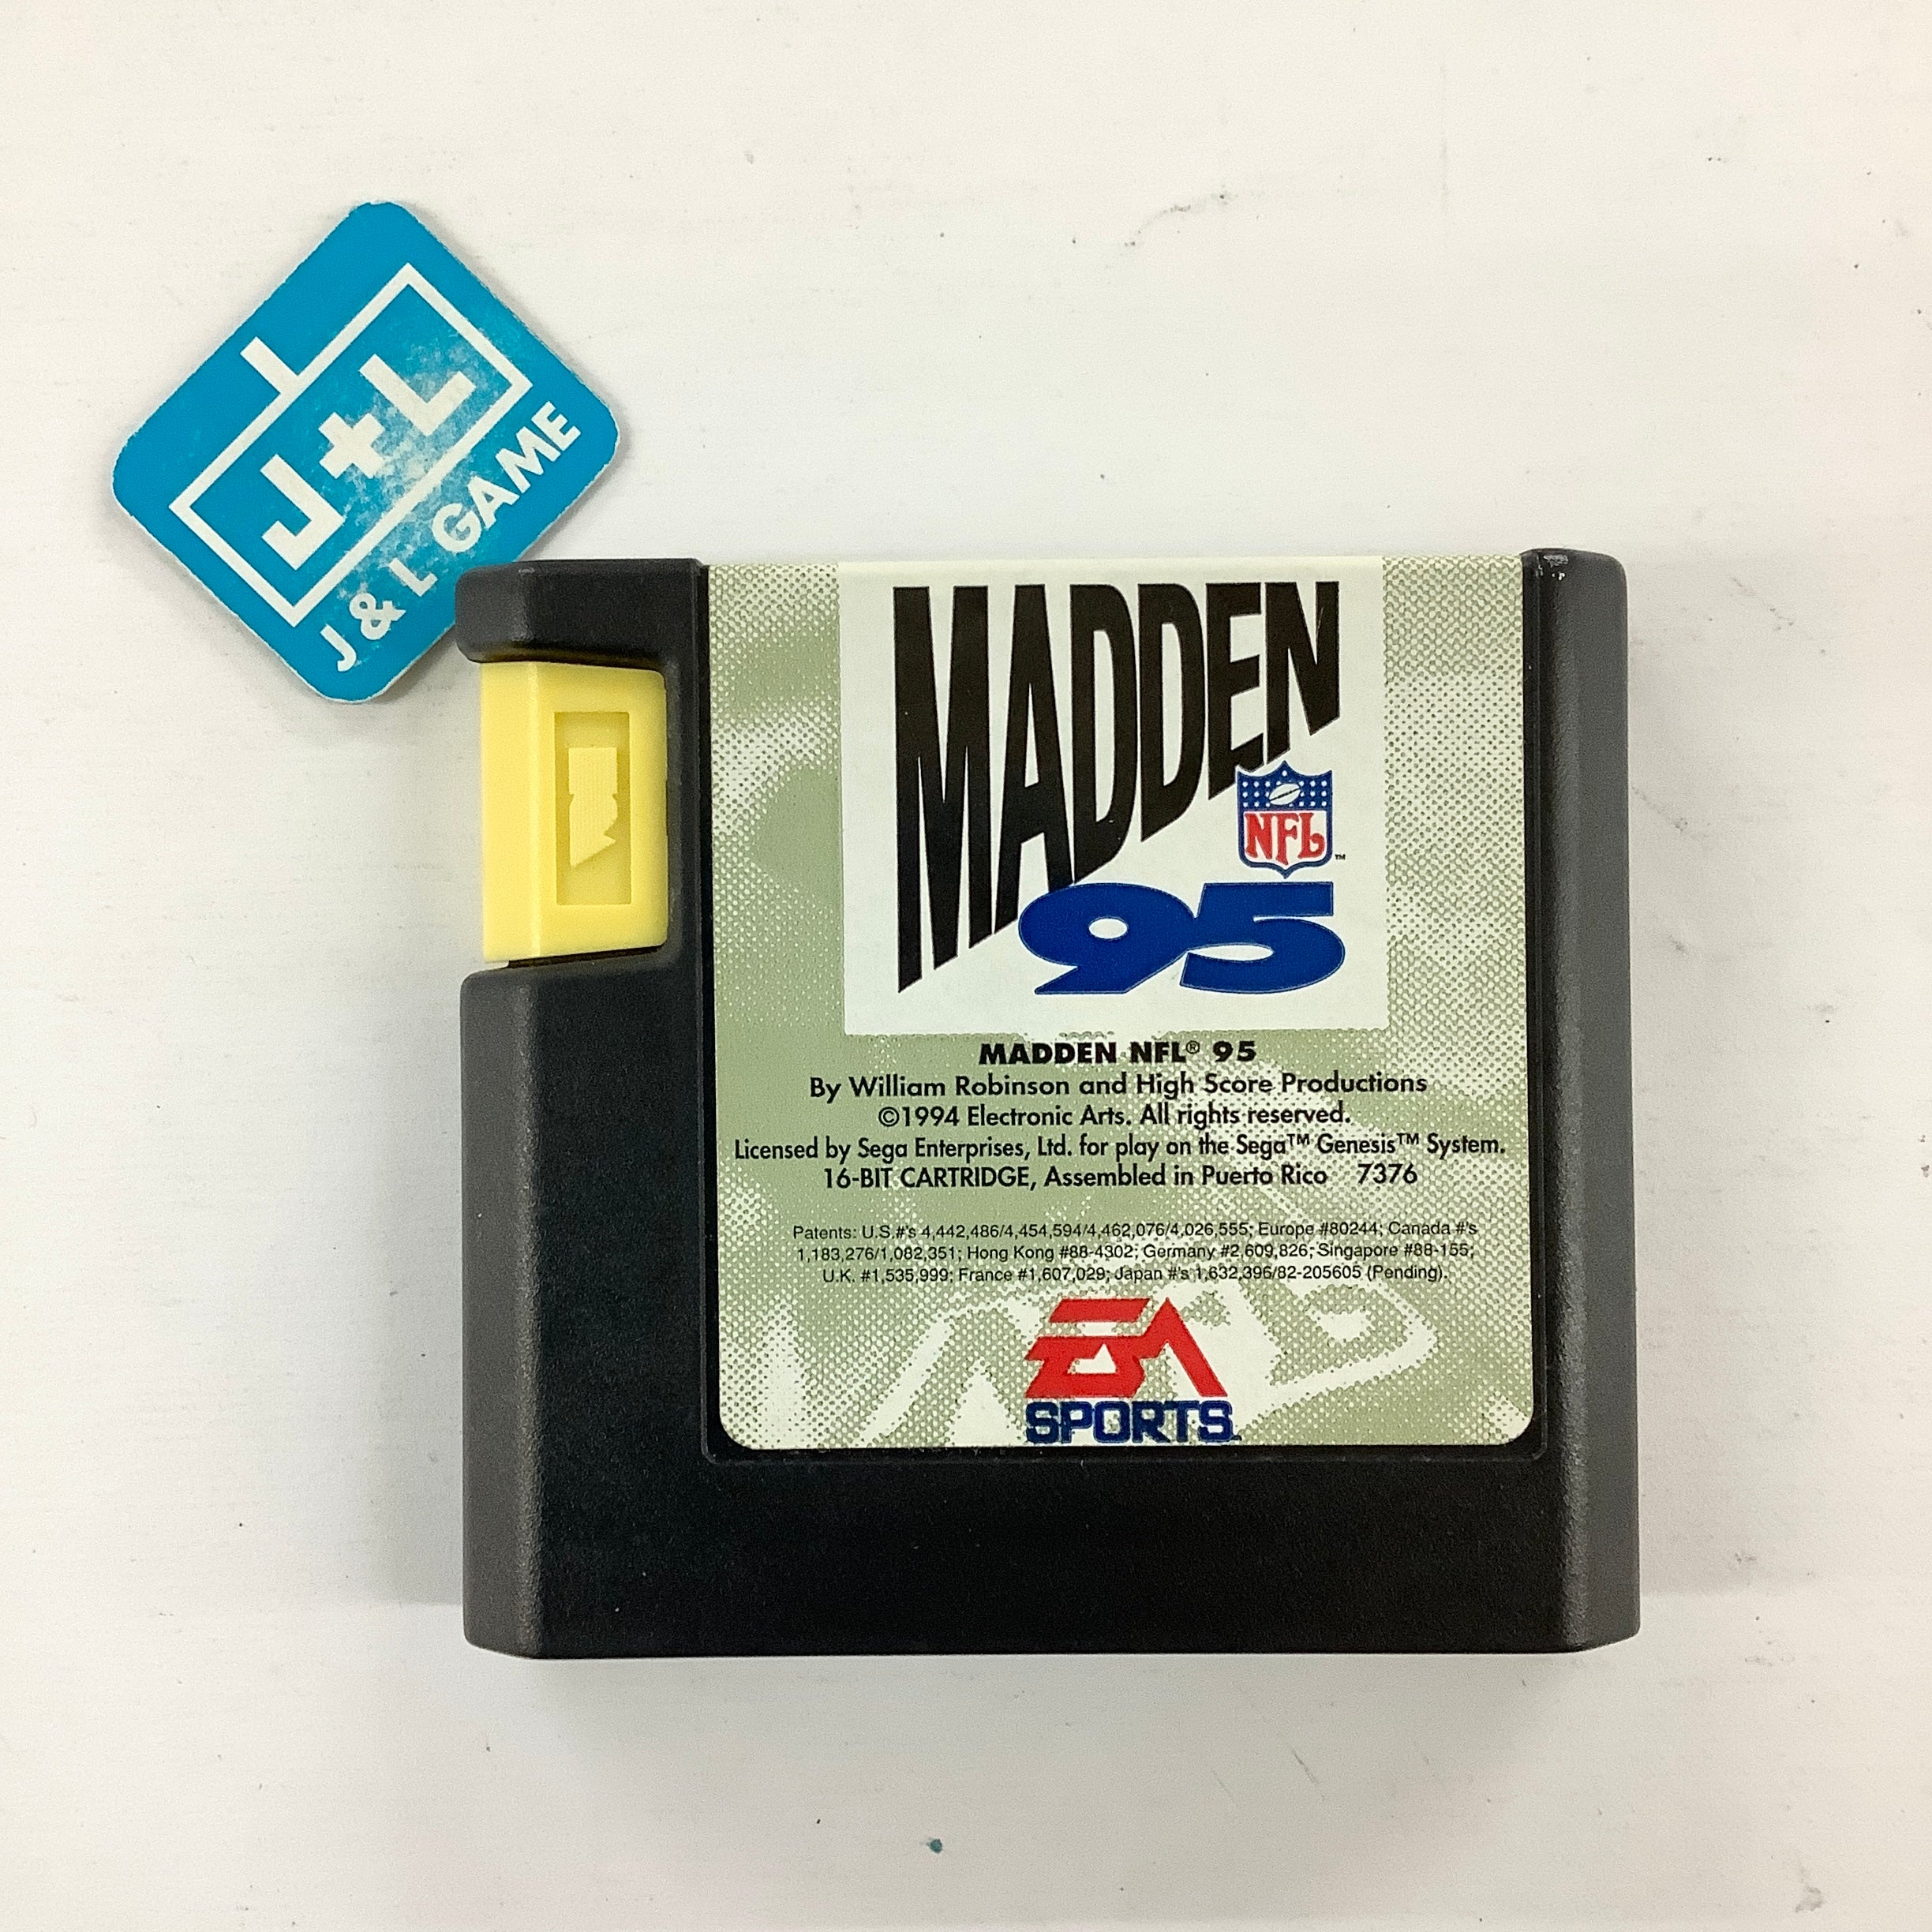 J+L
J & L GAME
MADDEN
NFL™
95
MADDEN NFL® 95
By William Robinson and High Score Productions
©1994 Electronic Arts. All rights reserved.
Licensed by Sega Enterprises, Ltd. for play on the Sega™ Genesis™ System.
16-BIT CARTRIDGE, Assembled in Puerto Rico 7376
Patents: U.S.#'s 4,442,486/4,454,594/4,462,076/4,026,555; Europe #80244; Canada #'s
1,183,276/1,082,351; Hong Kong #88-4302; Germany #2,609,826; Singapore #88-155;
U.K. #1,535,999; France #1,607,029; Japan #'s 1,632,396/82-205605 (Pending).
EA
SPORTS™